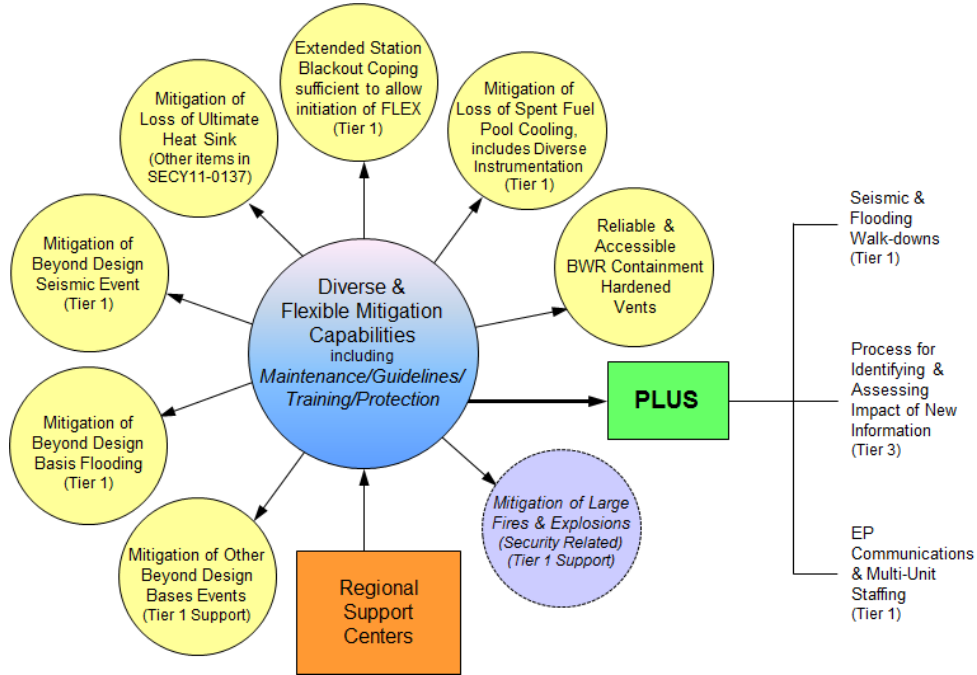 Extended Station
Blackout Coping
sufficient to allow
initiation of FLEX
(Tier 1)
Mitigation of
Loss of Ultimate
Heat Sink
(Other items in
SECY11-0137)
Mitigation of
Loss of Spent Fuel
Pool Cooling,
includes Diverse
Instrumentation
(Tier 1)
Mitigation of
Beyond Design
Seismic Event
(Tier 1)
Reliable &
Accessible
BWR Containment
Hardened
Vents
Diverse &
Flexible Mitigation
Capabilities
including
Maintenance/Guidelines/
Training/Protection
Mitigation of
Beyond Design
Basis Flooding
(Tier 1)
Mitigation of Other
Beyond Design
Bases Events
(Tier 1 Support)
Regional
Support
Centers
Mitigation of Large
Fires & Explosions
(Security Related)
(Tier 1 Support)
PLUS
Seismic &
Flooding
Walk-downs
(Tier 1)
Process for
Identifying &
Assessing
Impact of New
Information
(Tier 3)
EP
Communications
& Multi-Unit
Staffing
(Tier 1)